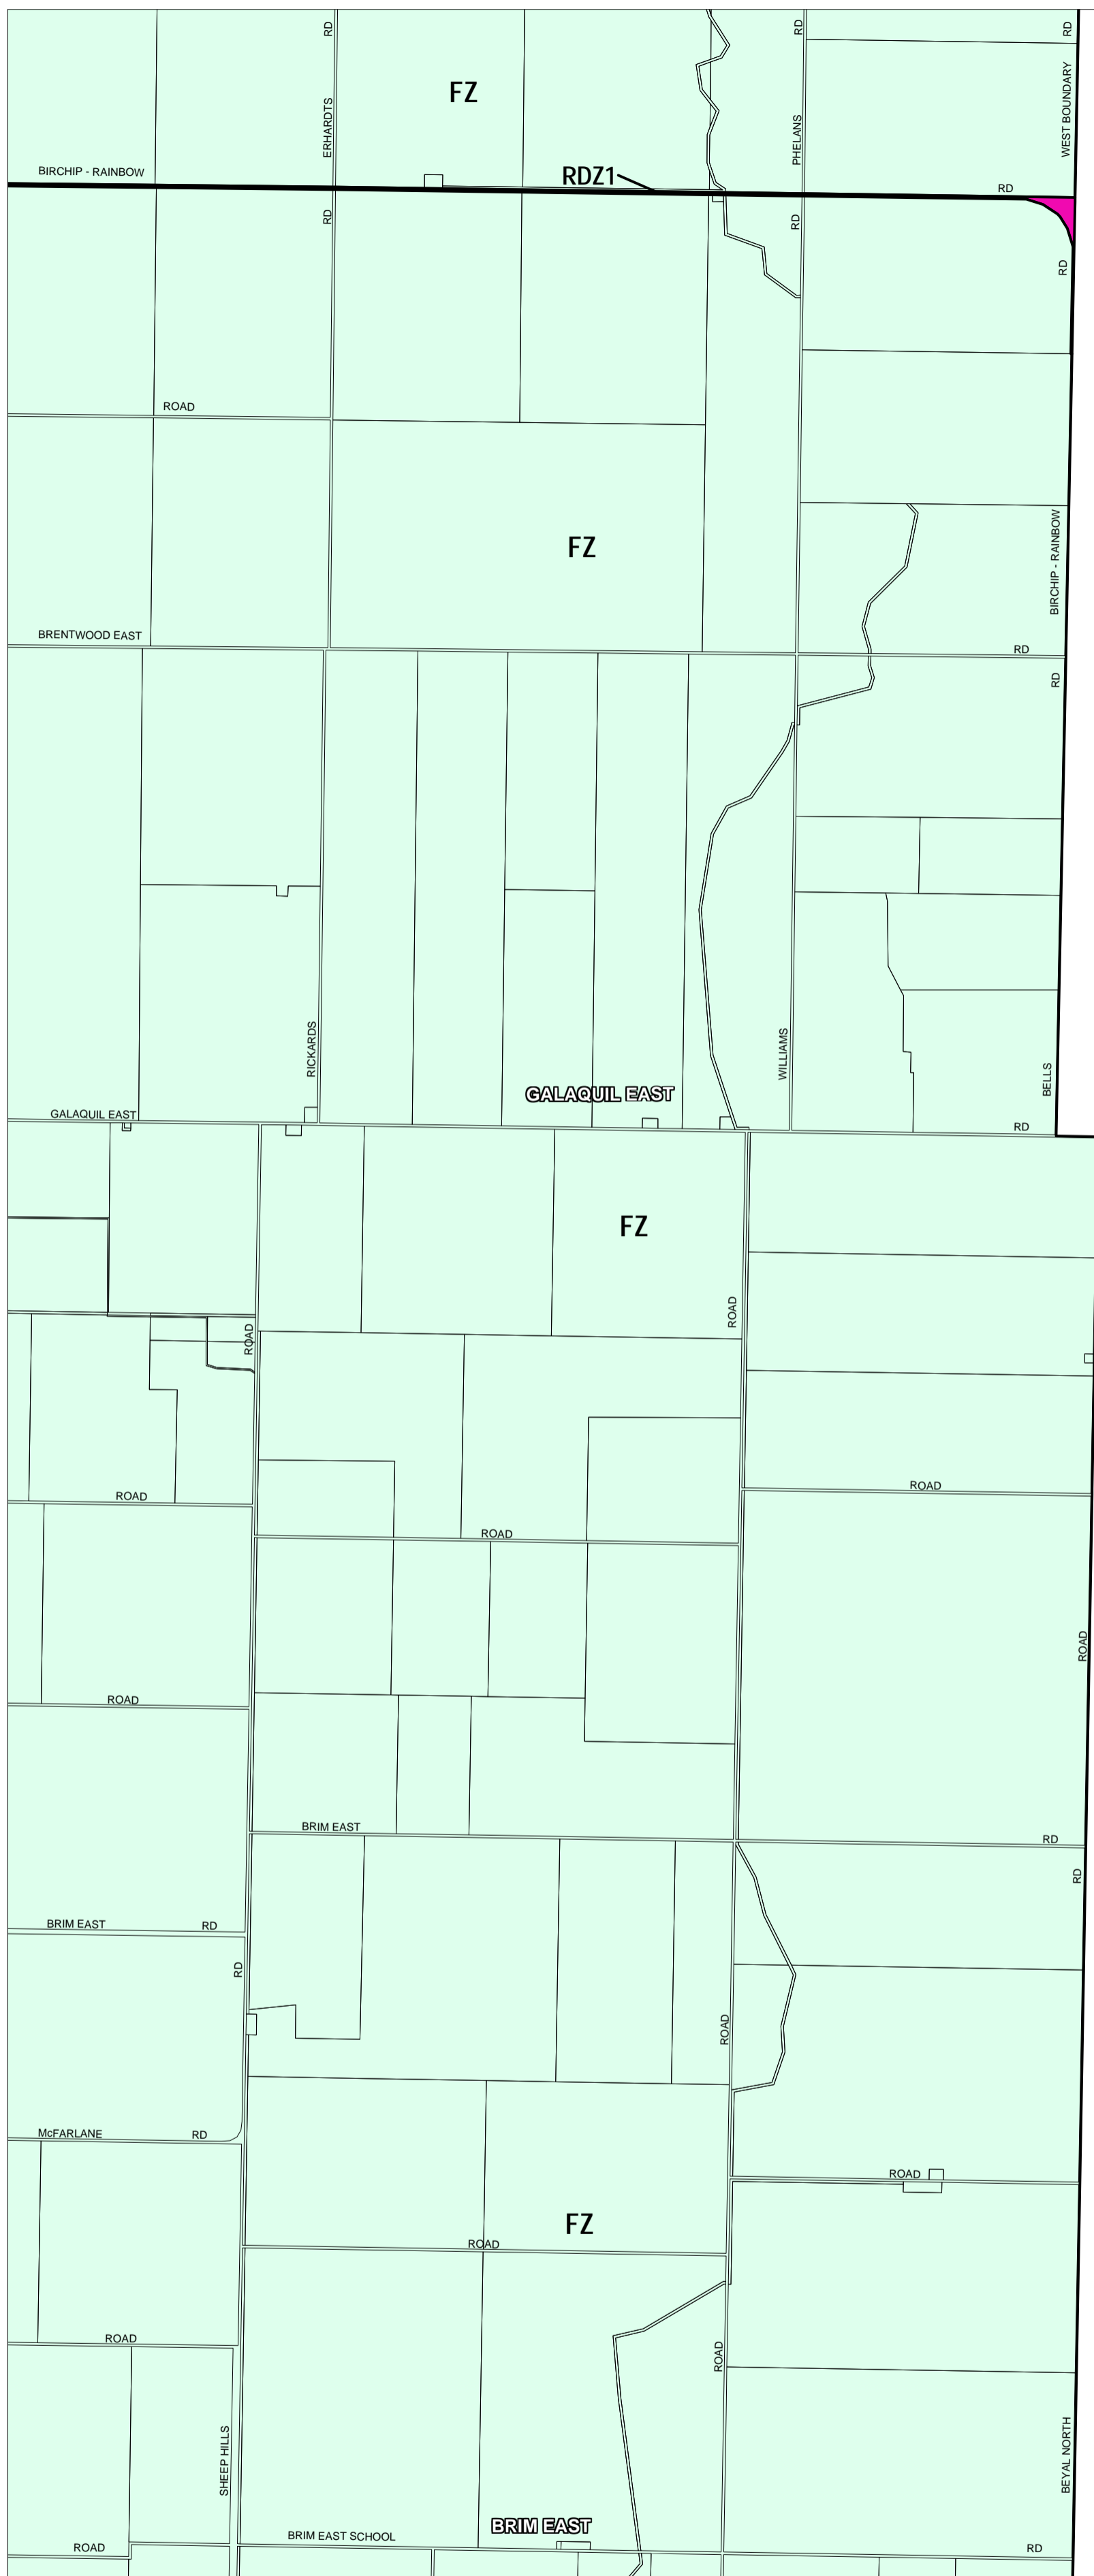 RD
RD
RD
FZ
WEST BOUNDARY
ERHARDTS
PHELANS
BIRCHIP - RAINBOW
RDZ1
RD
RD
RD
RD
ROAD
FZ
BIRCHIP - RAINBOW
BRENTWOOD EAST
RD
RD
RICKARDS
WILLIAMS
BELLS
GALAQUIL EAST
GALAQUIL EAST
RD
FZ
ROAD
ROAD
ROAD
ROAD
ROAD
ROAD
ROAD
BRIM EAST
RD
RD
BRIM EAST RD
RD
ROAD
McFARLANE RD
ROAD
FZ
ROAD
ROAD
ROAD
SHEEP HILLS
BEYAL NORTH
BRIM EAST
BRIM EAST SCHOOL
ROAD
RD